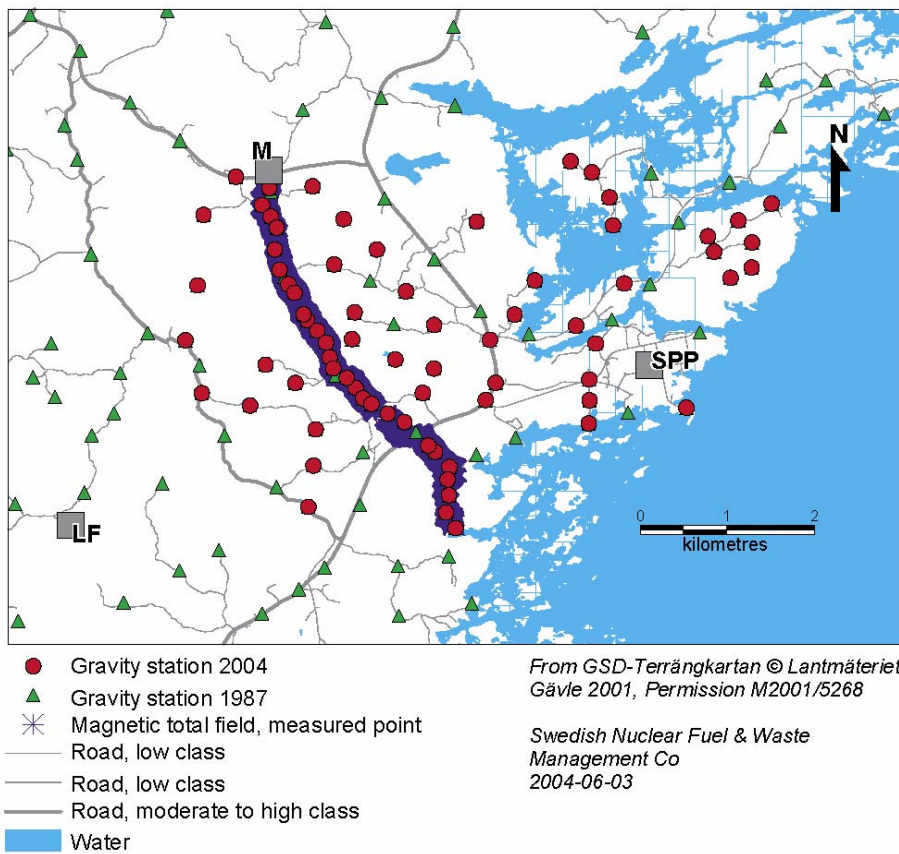 M
N
SPP
LF
0 1 2
kilometres
Gravity station 2004
Gravity station 1987
Magnetic total field, measured point
Road, low class
Road, low class
Road, moderate to high class
Water
From GSD-Terrängkartan © Lantmäteriet
Gävle 2001, Permission M2001/5268
Swedish Nuclear Fuel & Waste
Management Co
2004-06-03